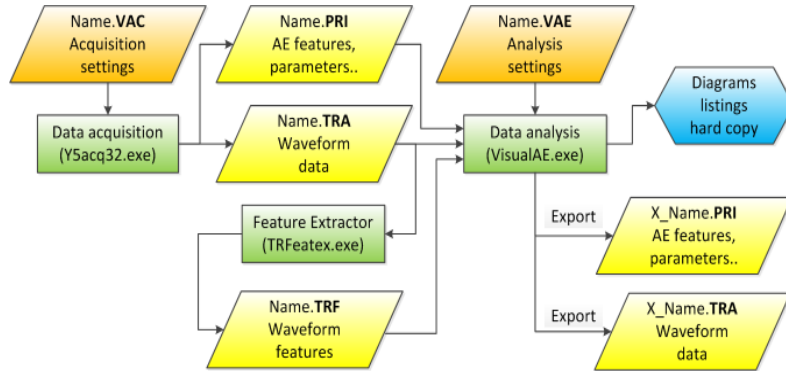 Name.VAC
Acquisition
settings
Name.PRI
AE features,
parameters..
Name.VAE
Analysis
settings
Diagrams
listings
hard copy
Data acquisition
(Y5acq32.exe)
Name.TRA
Waveform
data
Data analysis
(VisualAE.exe)
Feature Extractor
(TRFeatex.exe)
Export
X_Name.PRI
AE features,
parameters..
Name.TRF
Waveform
features
Export
X_Name.TRA
Waveform
data